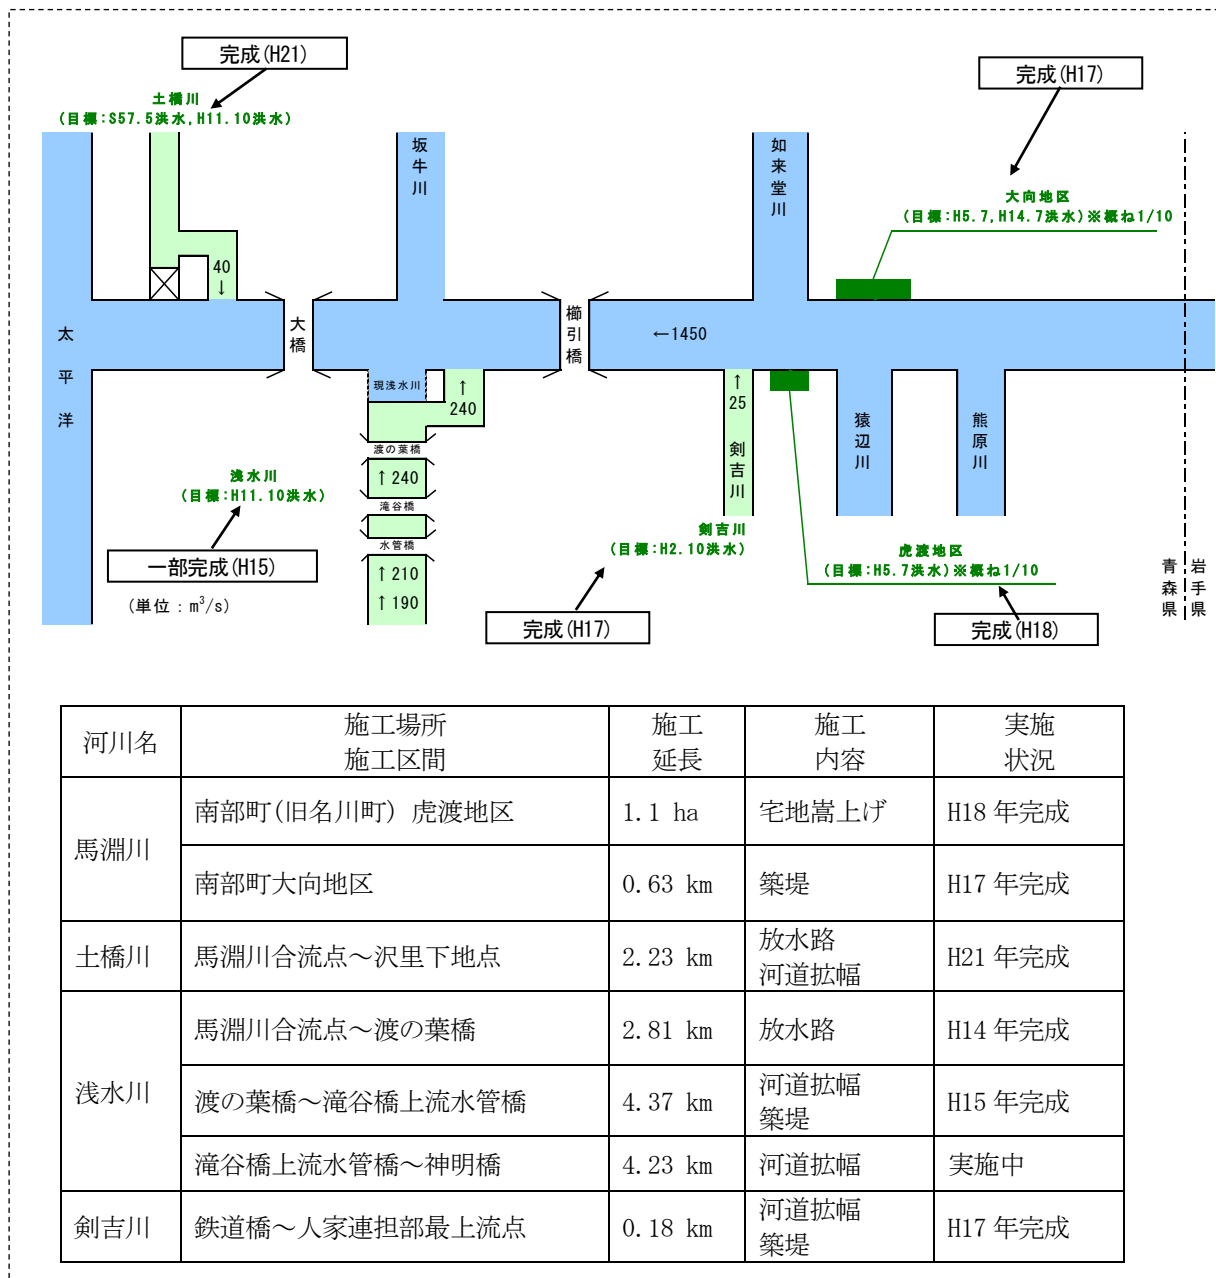 完成(H21)
完成(H17)
土橋川
(目標:S57.5洪水,H11.10洪水)
坂牛川
如来堂川
大向地区
(目標:H5.7,H14.7洪水)※概ね1/10
40
↓
太平洋
大橋
櫛引橋
←1450
現浅水川
↑
240
↑
25
渡の葉橋
剣吉川
猿辺川
熊原川
浅水川
(目標:H11.10洪水)
↑240
滝谷橋
水管橋
剣吉川
(目標:H2.10洪水)
虎渡地区
(目標:H5.7洪水)※概ね1/10
青森県
岩手県
一部完成(H15)
↑210
↑190
(単位:m³/s)
完成(H17)
完成(H18)
河川名 施工場所 施工区間 施工延長 施工内容 実施状況
馬淵川 南部町(旧名川町) 虎渡地区 1.1 ha 宅地嵩上げ H18年完成
南部町大向地区 0.63 km 築堤 H17年完成
土橋川 馬淵川合流点~沢里下地点 2.23 km 放水路 河道拡幅 H21年完成
浅水川 馬淵川合流点~渡の葉橋 2.81 km 放水路 H14年完成
渡の葉橋~滝谷橋上流水管橋 4.37 km 河道拡幅 築堤 H15年完成
滝谷橋上流水管橋~神明橋 4.23 km 河道拡幅 実施中
剣吉川 鉄道橋~人家連担部最上流点 0.18 km 河道拡幅 築堤 H17年完成